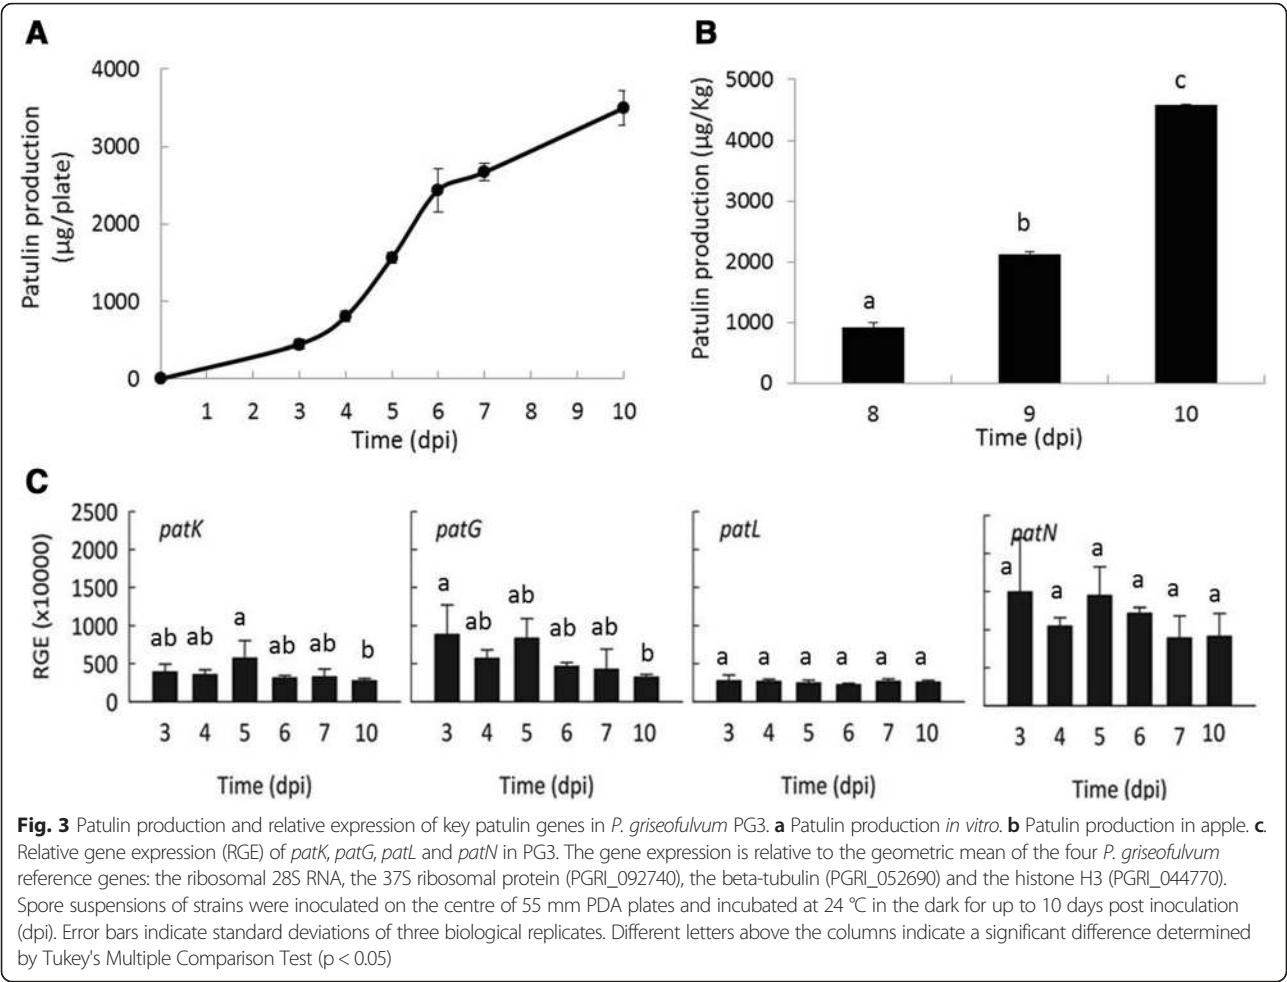 A
4000
3000
2000
1000
0
Patulin production
(µg/plate)
1 2 3 4 5 6 7 8 9 10
Time (dpi)
B
5000
4000
3000
2000
1000
0
Patulin production (µg/Kg)
a
b
c
8 9 10
Time (dpi)
C
2500
2000
1500
1000
500
0
RGE (x10000)
patK
ab ab a ab ab b
3 4 5 6 7 10
Time (dpi)
patG
a ab ab ab ab b
3 4 5 6 7 10
Time (dpi)
patL
a a a a a a
3 4 5 6 7 10
Time (dpi)
patN
a a a a a a
3 4 5 6 7 10
Time (dpi)
Fig. 3 Patulin production and relative expression of key patulin genes in P. griseofulvum PG3. a Patulin production in vitro. b Patulin production in apple. c.
Relative gene expression (RGE) of patK, patG, patL and patN in PG3. The gene expression is relative to the geometric mean of the four P. griseofulvum
reference genes: the ribosomal 28S RNA, the 37S ribosomal protein (PGRI_092740), the beta-tubulin (PGRI_052690) and the histone H3 (PGRI_044770).
Spore suspensions of strains were inoculated on the centre of 55 mm PDA plates and incubated at 24 °C in the dark for up to 10 days post inoculation
(dpi). Error bars indicate standard deviations of three biological replicates. Different letters above the columns indicate a significant difference determined
by Tukey's Multiple Comparison Test (p < 0.05)